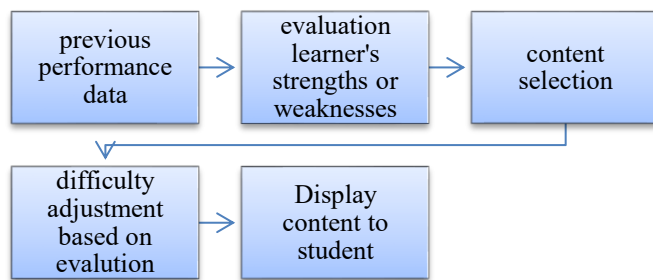 previous
performance
data
evaluation
learner's
strengths or
weaknesses
content
selection
difficulty
adjustment
based on
evalution
Display
content to
student